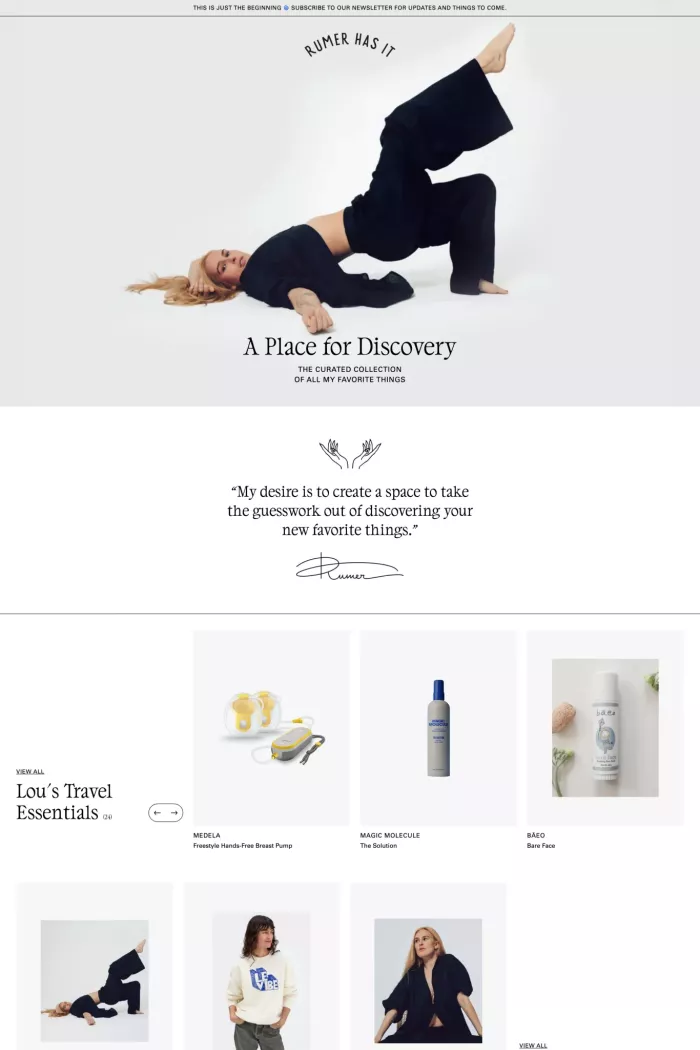 THIS IS JUST THE BEGINNING SUBSCRIBE TO OUR NEWSLETTER FOR UPDATES AND THINGS TO COME.
RUMER HAS IT
A Place for Discovery
THE CURATED COLLECTION
OF ALL MY FAVORITE THINGS
“My desire is to create a space to take
the guesswork out of discovering your
new favorite things.”
Rumer
VIEW ALL
Lou´s Travel
Essentials (24)
MEDELA
Freestyle Hands-Free Breast Pump
MAGIC MOLECULE
The Solution
BĀEO
Bare Face
LE
VIBE
VIEW ALL